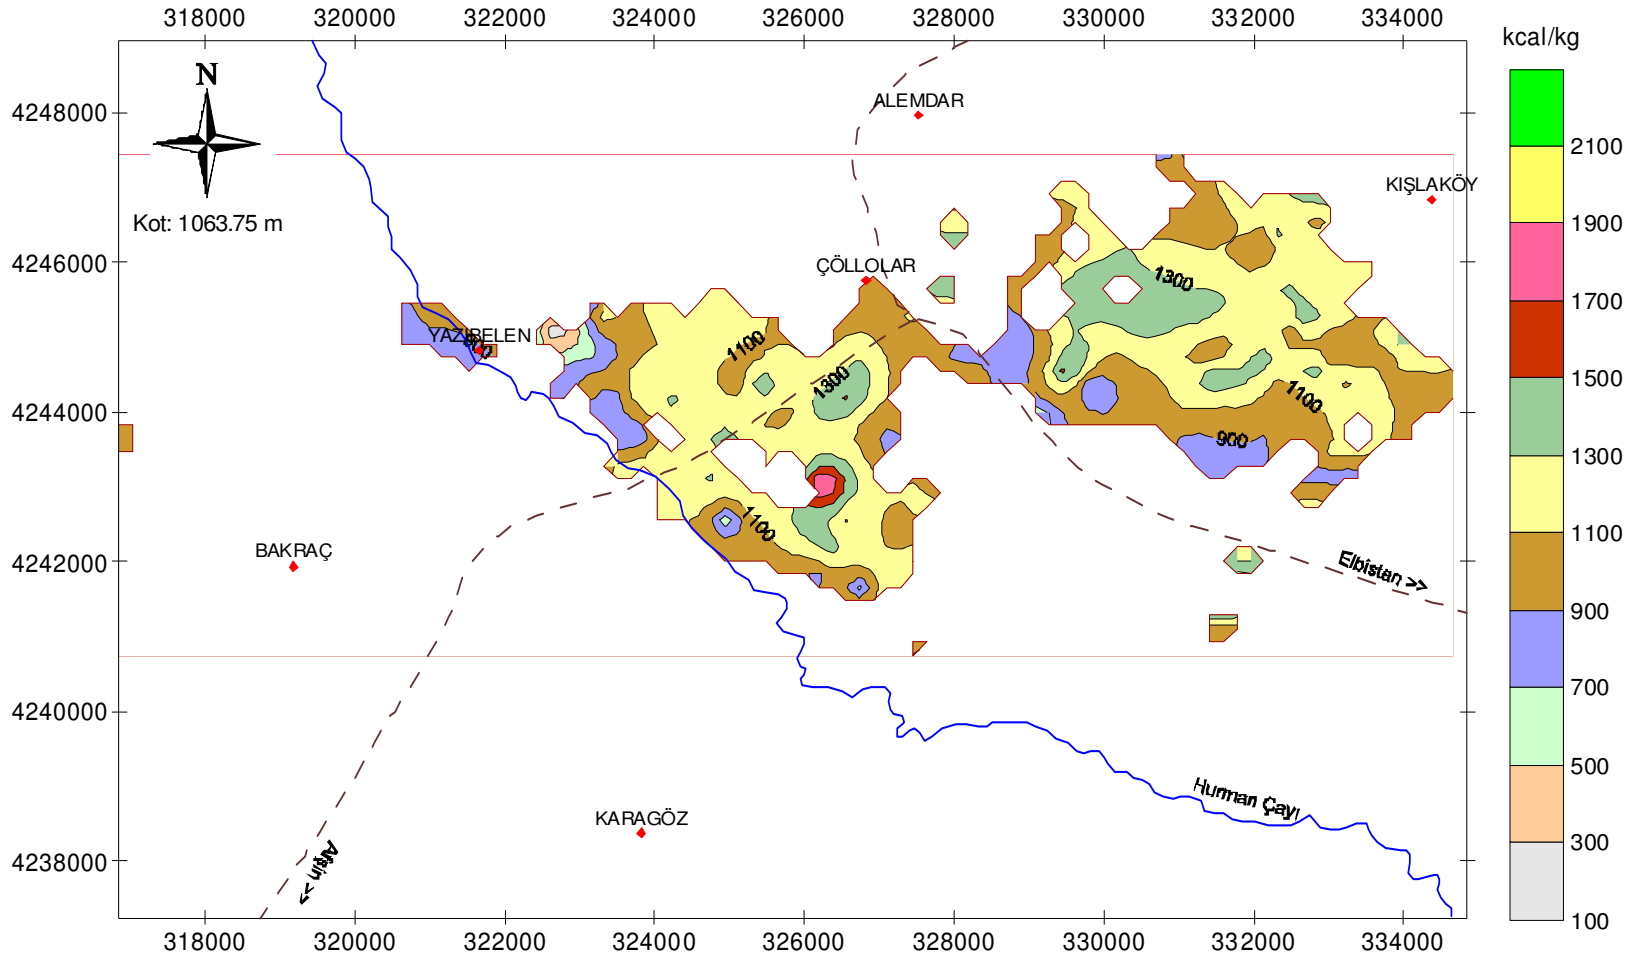 318000 320000 322000 324000 326000 328000 330000 332000 334000
kcal/kg
N
ALEMDAR
4248000
2100
KIŞLAKÖY
Kot: 1063.75 m
1900
4246000
ÇÖLLOLAR
1300
1700
YAZIBELEN
1100
1500
1300
4244000
1100
900
1300
1100
1100
BAKRAÇ
4242000
Elbistan >>
900
4240000
700
Hurman Çayı
500
KARAGÖZ
4238000
Afşin >>
300
100
318000 320000 322000 324000 326000 328000 330000 332000 334000